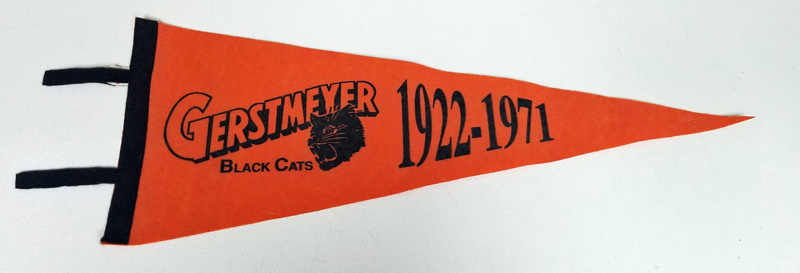 GERSTMEYER
BLACK CATS
1922-1971